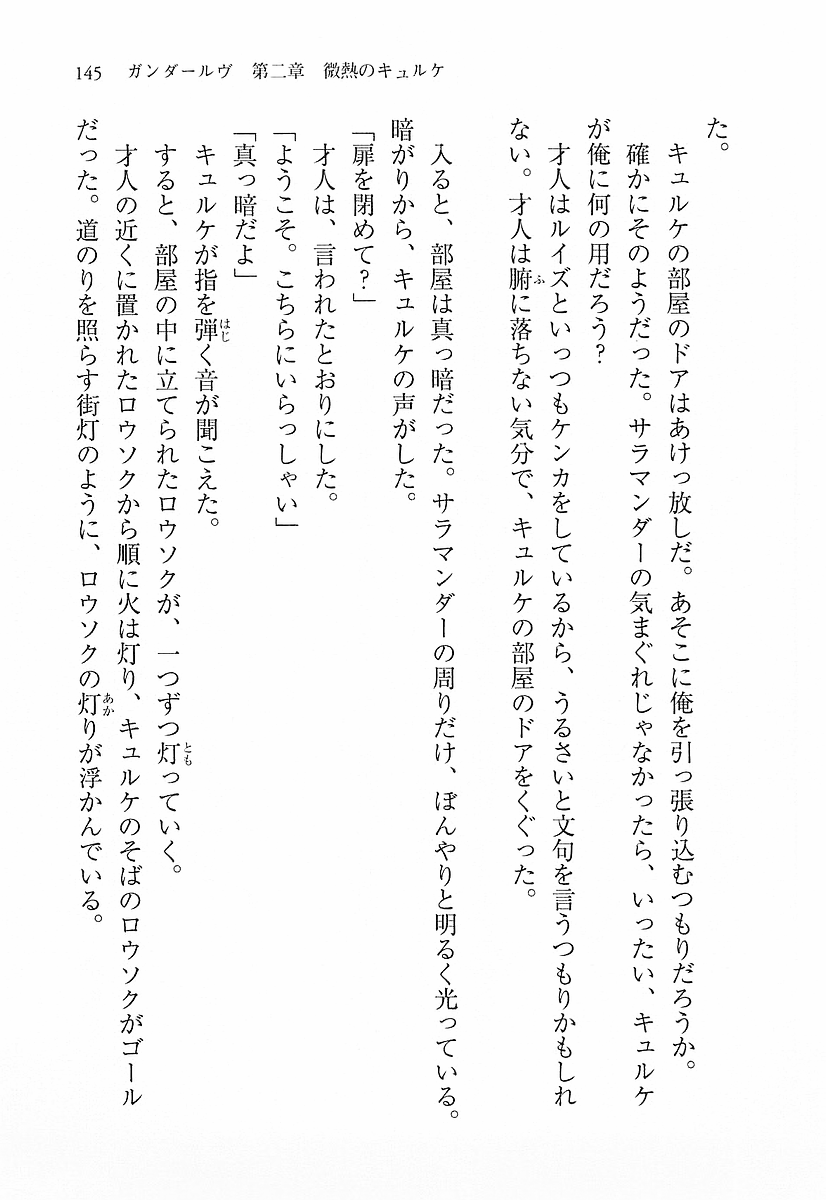 145　ガンダールヴ　第二章　微熱のキュルケ
た。
　キュルケの部屋のドアはあけっ放しだ。あそこに俺を引っ張り込むつもりだろうか。
　確かにそのようだった。サラマンダーの気まぐれじゃなかったら、いったい、キュルケ
が俺に何の用だろう？
　才人はルイズといっつもケンカをしているから、うるさいと文句を言うつもりかもしれ
ない。才人は腑に落ちない気分で、キュルケの部屋のドアをくぐった。
　入ると、部屋は真っ暗だった。サラマンダーの周りだけ、ぼんやりと明るく光っている。
暗がりから、キュルケの声がした。
「扉を閉めて？」
　才人は、言われたとおりにした。
「ようこそ。こちらにいらっしゃい」
「真っ暗だよ」
　キュルケが指を弾く音が聞こえた。
　すると、部屋の中に立てられたロウソクが、一つずつ灯っていく。
　才人の近くに置かれたロウソクから順に火は灯り、キュルケのそばのロウソクがゴール
だった。道のりを照らす街灯のように、ロウソクの灯りが浮かんでいる。